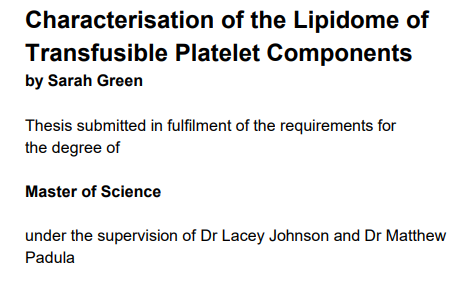 Characterisation of the Lipidome of
Transfusible Platelet Components
by Sarah Green
Thesis submitted in fulfilment of the requirements for
the degree of
Master of Science
under the supervision of Dr Lacey Johnson and Dr Matthew
Padula